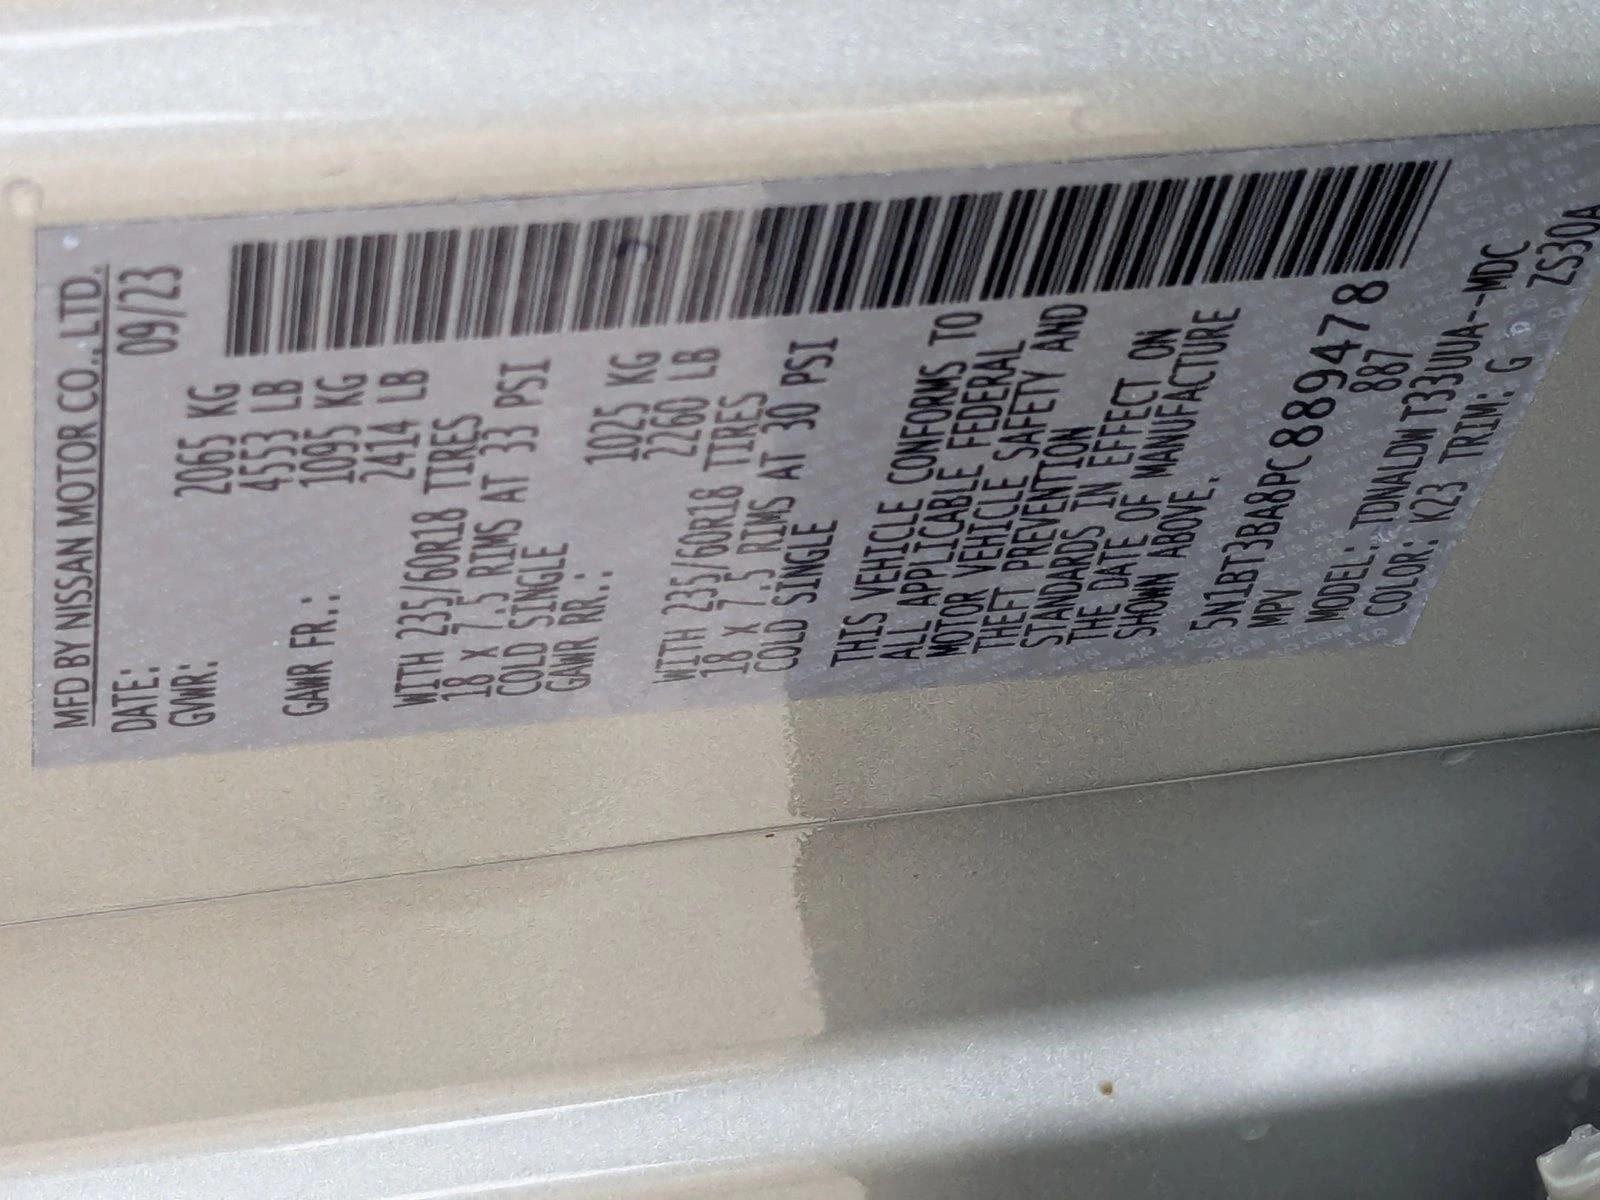 MFD BY NISSAN MOTOR CO., LTD.
DATE: 09/23
GVWR: 2065 KG
4553 LB
GAWR FR.: 1095 KG
2414 LB
WITH 235/60R18 TIRES
18 X 7.5 RIMS AT 33 PSI
COLD SINGLE
GAWR RR.: 1025 KG
2260 LB
WITH 235/60R18 TIRES
18 X 7.5 RIMS AT 30 PSI
COLD SINGLE
THIS VEHICLE CONFORMS TO
ALL APPLICABLE FEDERAL
MOTOR VEHICLE SAFETY AND
THEFT PREVENTION
STANDARDS IN EFFECT ON
THE DATE OF MANUFACTURE
SHOWN ABOVE.
5N1BT3BA8PC889478
MPV 887
MODEL: TDNALDW T33UUA--MDC
COLOR: K23 TRIM: G ZS30A